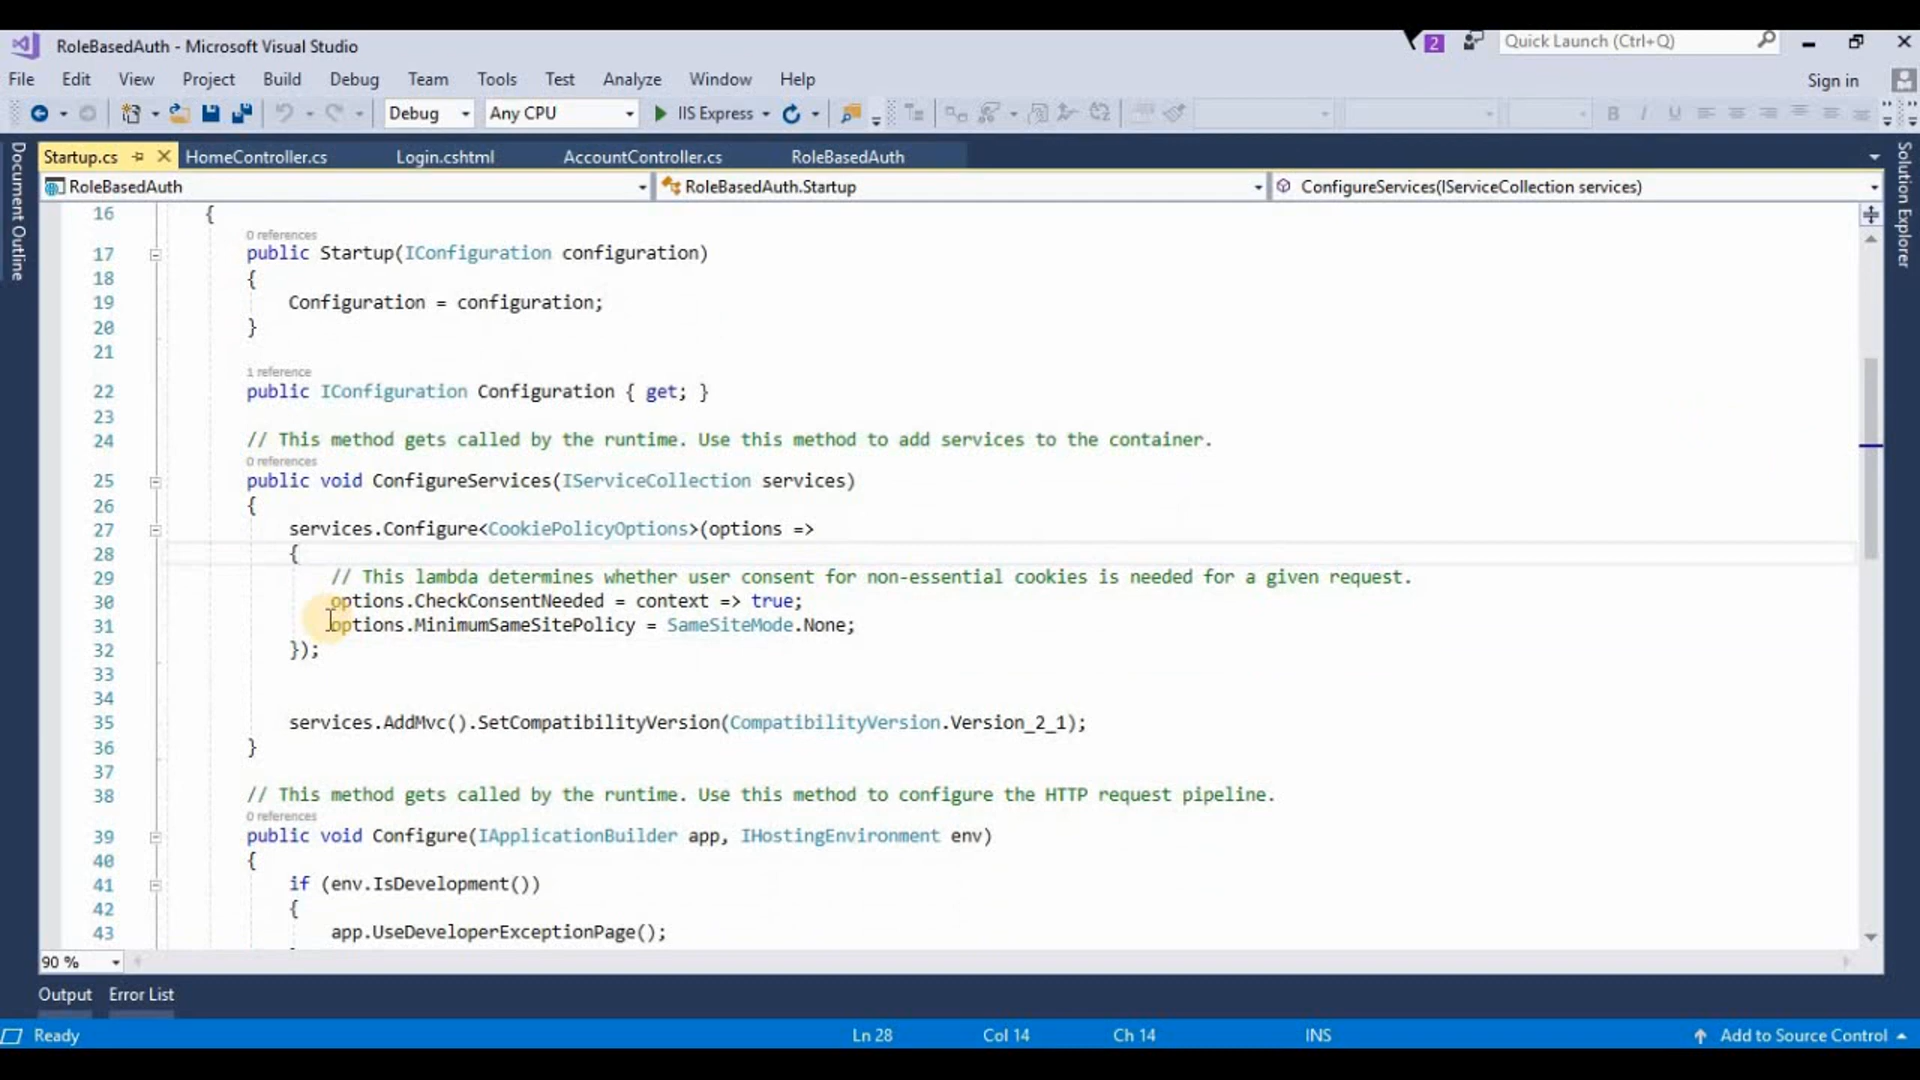 RoleBasedAuth - Microsoft Visual Studio
2
Quick Launch (Ctrl+Q)
File Edit View Project Build Debug Team Tools Test Analyze Window Help
Sign in
Debug Any CPU IIS Express
Document Outline
Startup.cs HomeController.cs Login.cshtml AccountController.cs RoleBasedAuth
Solution Explorer
RoleBasedAuth RoleBasedAuth.Startup ConfigureServices(IServiceCollection services)
16 {
0 references
17 public Startup(IConfiguration configuration)
18 {
19 Configuration = configuration;
20 }
21
1 reference
22 public IConfiguration Configuration { get; }
23
24 // This method gets called by the runtime. Use this method to add services to the container.
0 references
25 public void ConfigureServices(IServiceCollection services)
26 {
27 services.Configure<CookiePolicyOptions>(options =>
28 {
29 // This lambda determines whether user consent for non-essential cookies is needed for a given request.
30 options.CheckConsentNeeded = context => true;
31 options.MinimumSameSitePolicy = SameSiteMode.None;
32 });
33
34
35 services.AddMvc().SetCompatibilityVersion(CompatibilityVersion.Version_2_1);
36 }
37
38 // This method gets called by the runtime. Use this method to configure the HTTP request pipeline.
0 references
39 public void Configure(IApplicationBuilder app, IHostingEnvironment env)
40 {
41 if (env.IsDevelopment())
42 {
43 app.UseDeveloperExceptionPage();
90 %
Output Error List
Ready Ln 28 Col 14 Ch 14 INS Add to Source Control